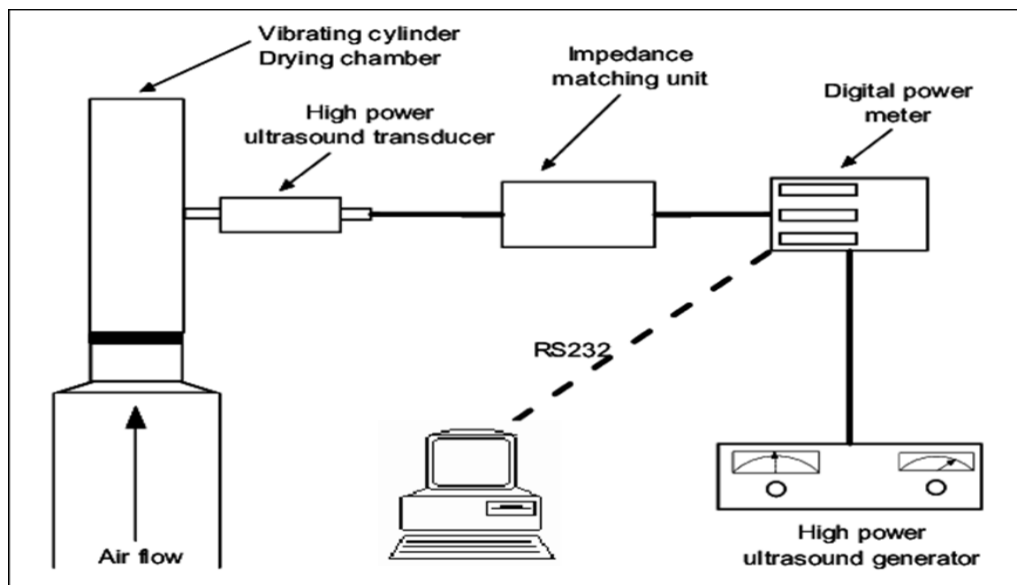 Vibrating cylinder
Drying chamber
High power
ultrasound transducer
Impedance
matching unit
Digital power
meter
RS232
Air flow
High power
ultrasound generator